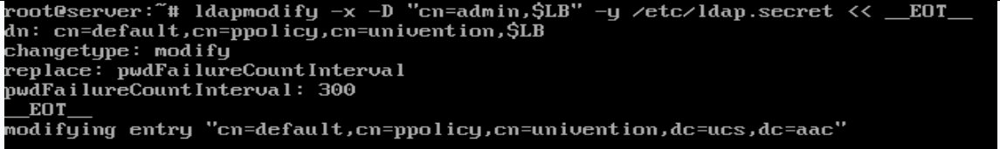 root@server:~# ldapmodify -x -D "cn=admin,$LB" -y /etc/ldap.secret << __EOT__
dn: cn=default,cn=ppolicy,cn=univention,$LB
changetype: modify
replace: pwdFailureCountInterval
pwdFailureCountInterval: 300
__EOT__
modifying entry "cn=default,cn=ppolicy,cn=univention,dc=ucs,dc=aac"